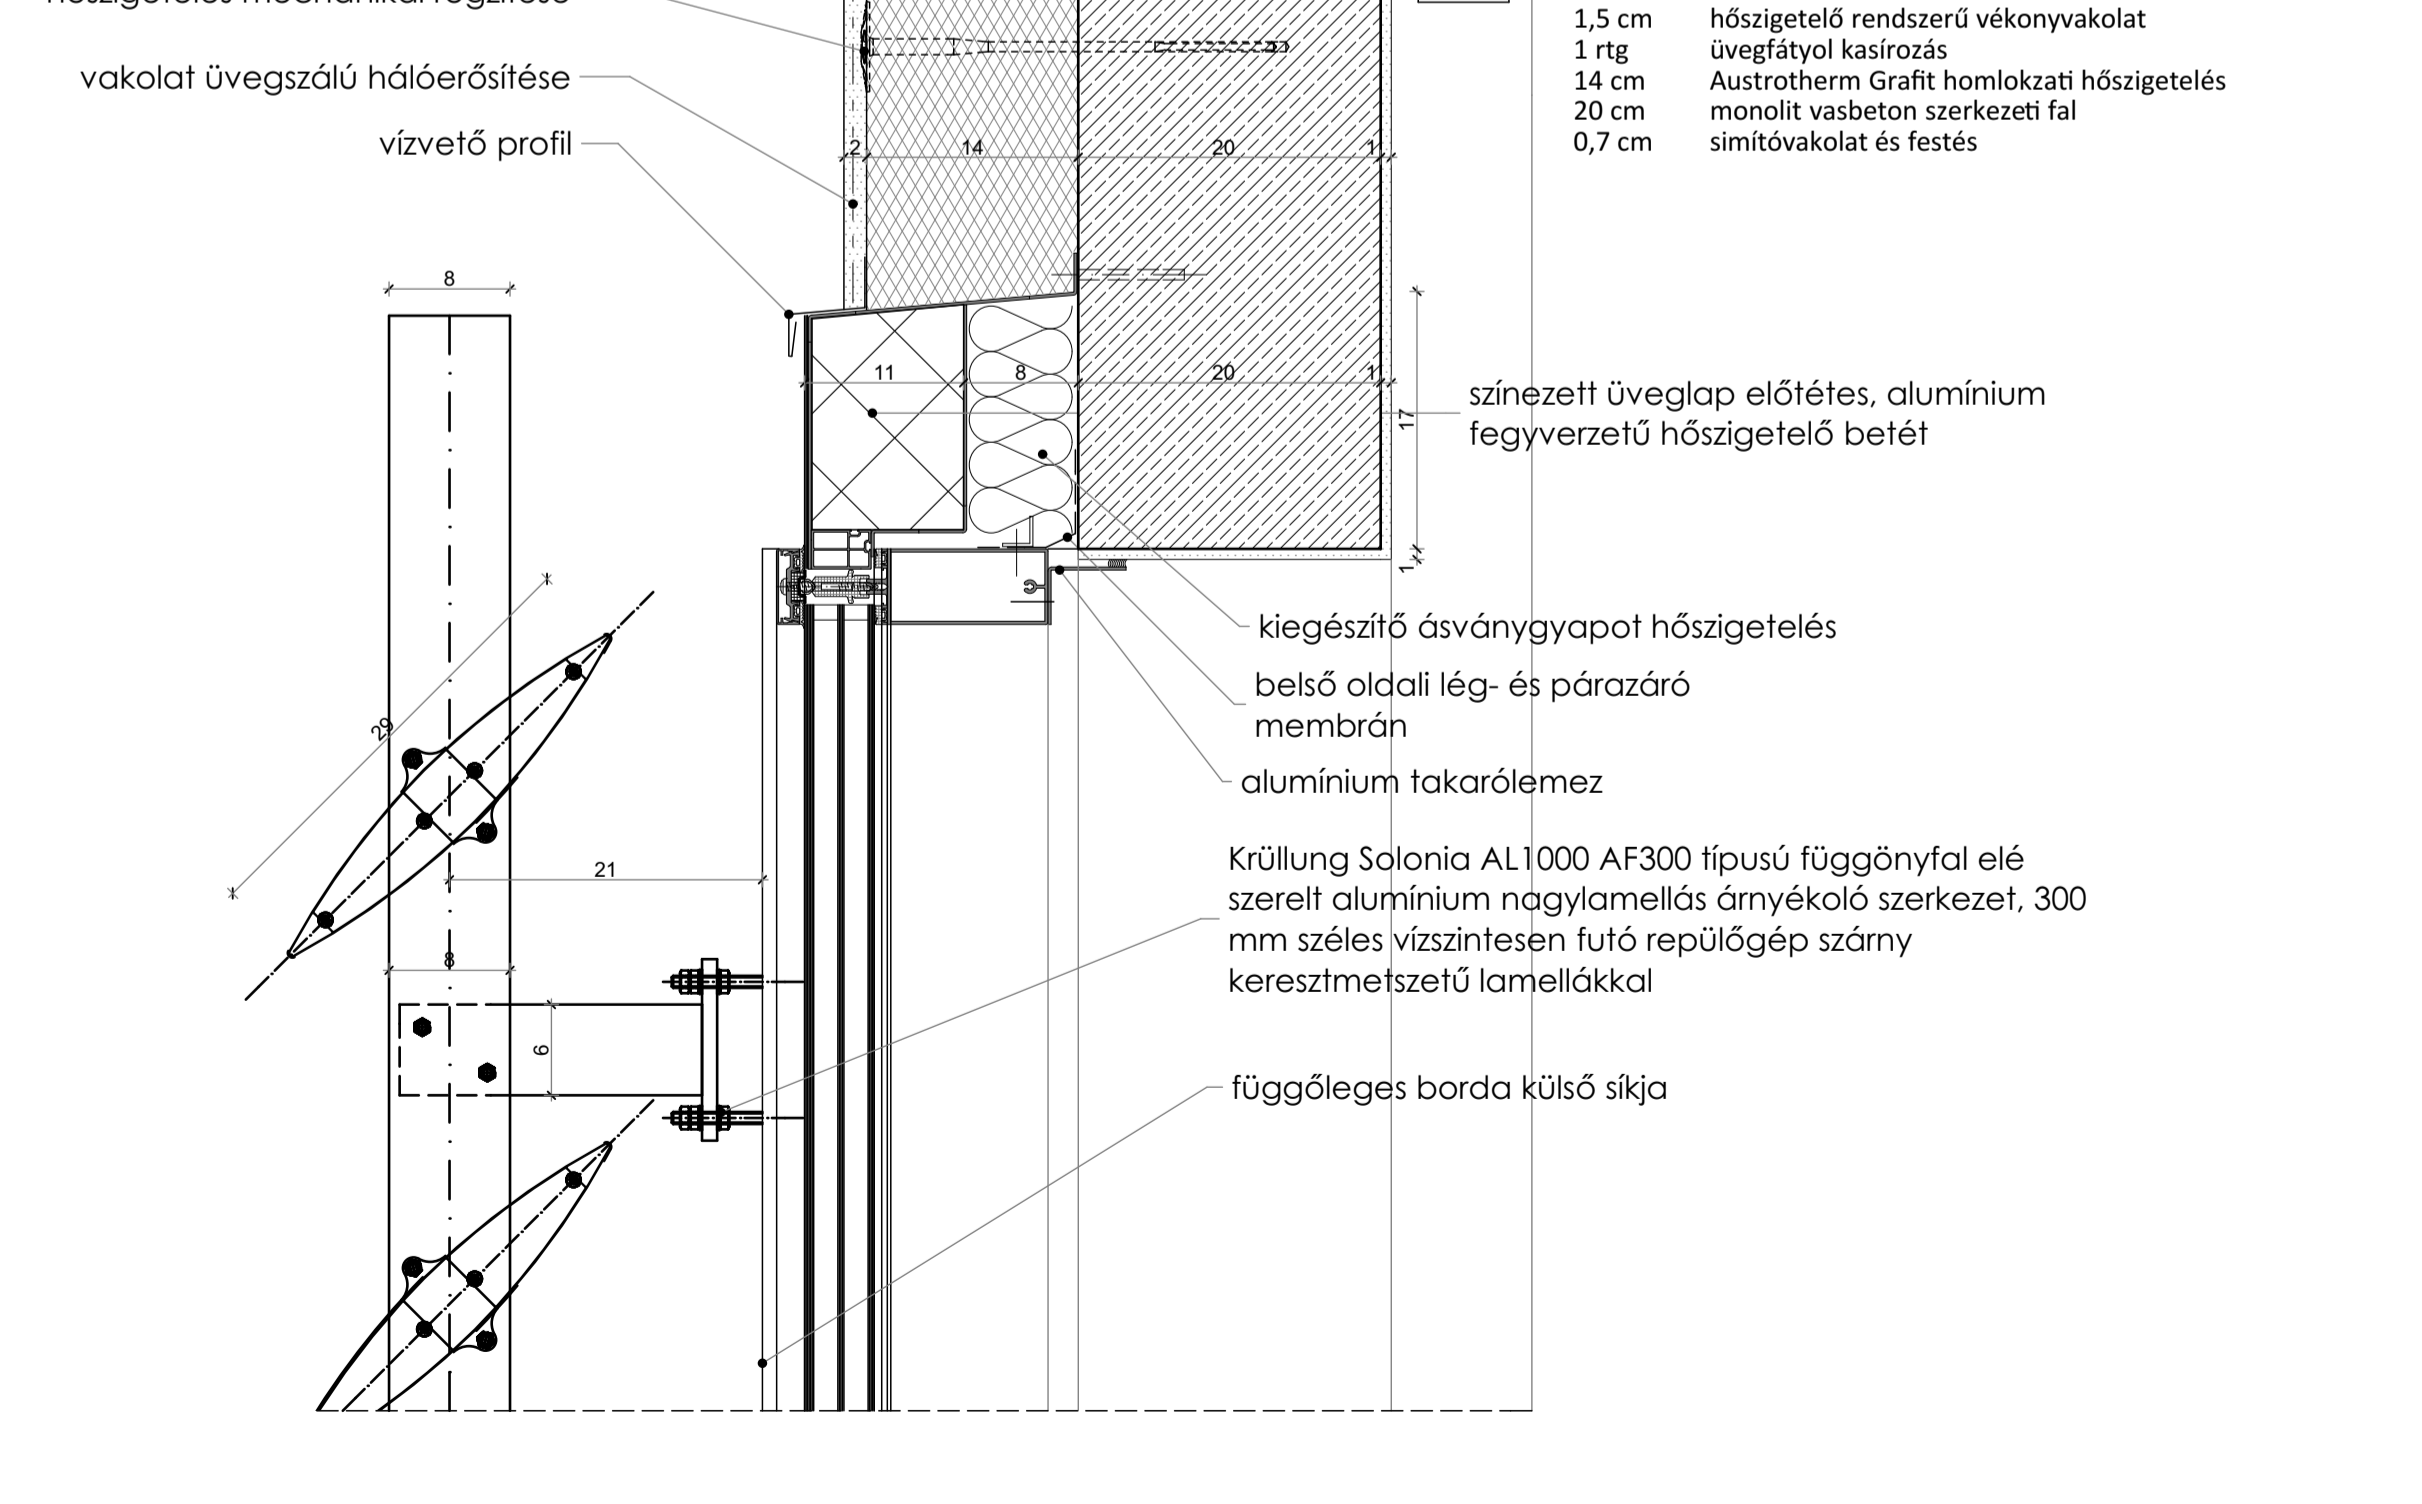 hőszigetelés mechanikai rögzítése
1,5 cm hőszigetelő rendszerű vékonyvakolat
1 rtg üvegfátyol kasírozás
14 cm Austrotherm Grafit homlokzati hőszigetelés
20 cm monolit vasbeton szerkezeti fal
0,7 cm simítóvakolat és festés
vakolat üvegszálú hálóerősítése
vízvető profil
2 14 20 1
8
11 8 20 1
17
színezett üveglap előtétes, alumínium
fegyverzetű hőszigetelő betét
1
kiegészítő ásványgyapot hőszigetelés
belső oldali lég- és párazáró
membrán
29
alumínium takarólemez
21
Krüllung Solonia AL1000 AF300 típusú függönyfal elé
szerelt alumínium nagylamellás árnyékoló szerkezet, 300
mm széles vízszintesen futó repülőgép szárny
keresztmetszetű lamellákkal
8
6
függőleges borda külső síkja